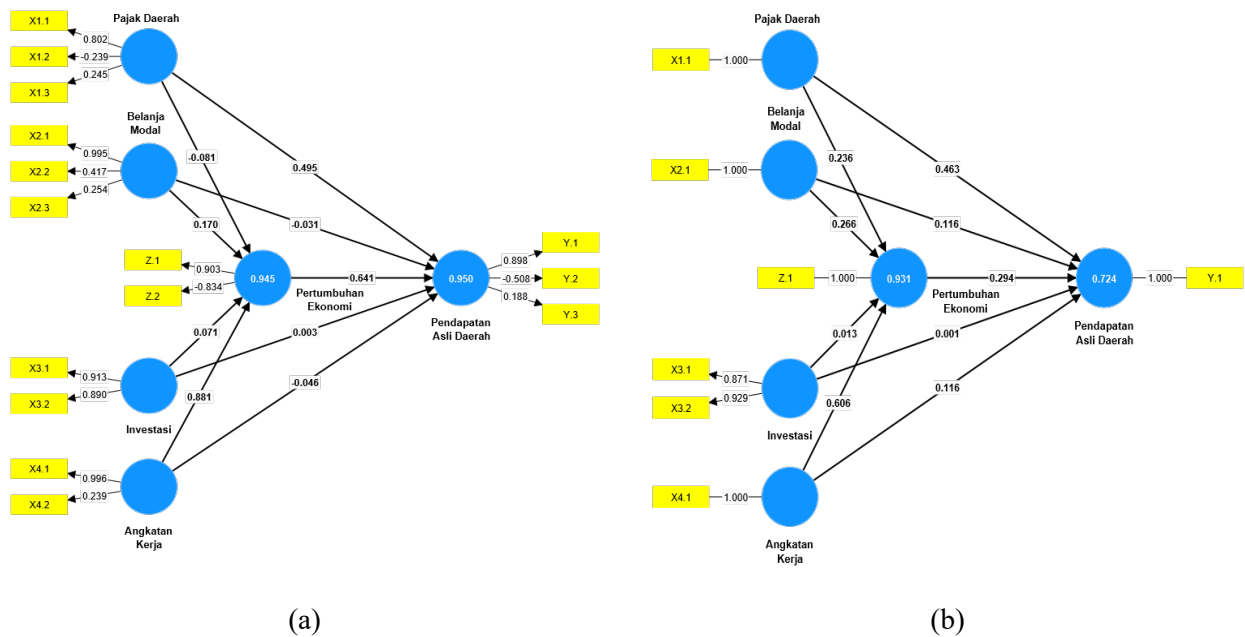 Pajak Daerah
X1.1
0.802
X1.2
-0.239
X1.3
0.245
Belanja
Modal
X2.1
0.995
X2.2
0.417
X2.3
0.254
-0.081
0.495
0.170
-0.031
Z.1
0.903
Z.2
-0.834
0.945
0.641
Pertumbuhan
Ekonomi
0.950
Pendapatan
Asli Daerah
Y.1
0.898
Y.2
-0.508
Y.3
0.188
0.071
0.003
X3.1
0.913
X3.2
0.890
Investasi
0.881
-0.046
X4.1
0.996
X4.2
0.239
Angkatan
Kerja
(a)
Pajak Daerah
X1.1
1.000
Belanja
Modal
X2.1
1.000
0.236
0.463
0.266
0.116
Z.1
1.000
0.931
0.294
Pertumbuhan
Ekonomi
0.724
1.000
Y.1
Pendapatan
Asli Daerah
0.013
0.001
X3.1
0.871
X3.2
0.929
Investasi
0.606
0.116
X4.1
1.000
Angkatan
Kerja
(b)